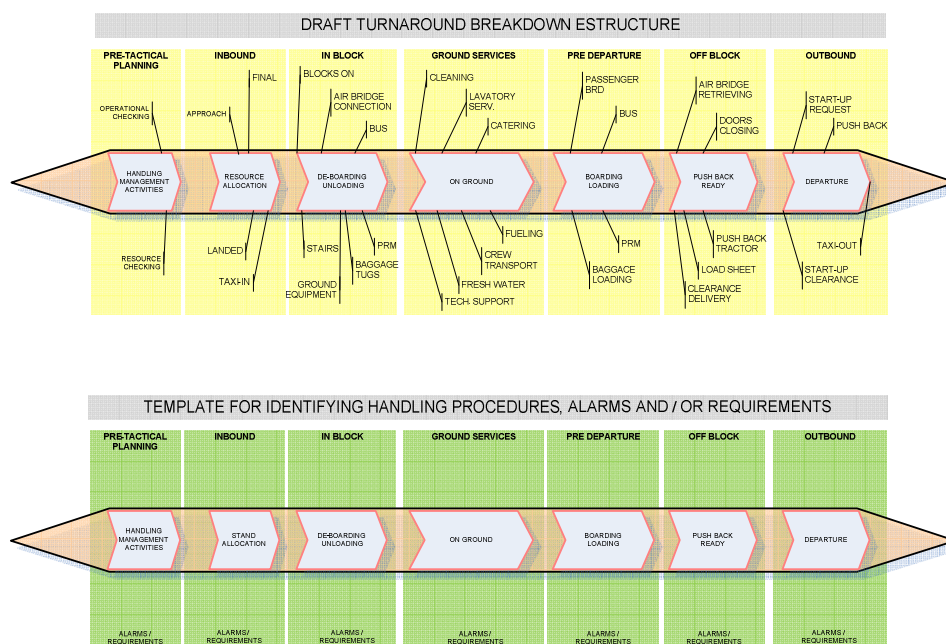 DRAFT TURNAROUND BREAKDOWN ESTRUCTURE
PRE-TACTICAL
PLANNING
INBOUND
IN BLOCK
GROUND SERVICES
PRE DEPARTURE
OFF BLOCK
OUTBOUND
OPERATIONAL
CHECKING
APPROACH
FINAL
BLOCKS ON
AIR BRIDGE
CONNECTION
BUS
CLEANING
LAVATORY
SERV.
CATERING
PASSENGER
BRD
BUS
AIR BRIDGE
RETRIEVING
DOORS
CLOSING
START-UP
REQUEST
PUSH BACK
HANDLING
MANAGEMENT
ACTIVITIES
RESOURCE
ALLOCATION
DE-BOARDING
UNLOADING
ON GROUND
BOARDING
LOADING
PUSH BACK
READY
DEPARTURE
RESOURCE
CHECKING
LANDED
TAXI-IN
STAIRS
GROUND
EQUIPMENT
PRM
BAGGAGE
TUGS
FUELING
CREW
TRANSPORT
FRESH WATER
TECH. SUPPORT
PRM
BAGGACE
LOADING
PUSH BACK
TRACTOR
LOAD SHEET
CLEARANCE
DELIVERY
TAXI-OUT
START-UP
CLEARANCE
TEMPLATE FOR IDENTIFYING HANDLING PROCEDURES, ALARMS AND / OR REQUIREMENTS
PRE-TACTICAL
PLANNING
INBOUND
IN BLOCK
GROUND SERVICES
PRE DEPARTURE
OFF BLOCK
OUTBOUND
HANDLING
MANAGEMENT
ACTIVITIES
STAND
ALLOCATION
DE-BOARDING
UNLOADING
ON GROUND
BOARDING
LOADING
PUSH BACK
READY
DEPARTURE
ALARMS /
REQUIREMENTS
ALARMS /
REQUIREMENTS
ALARMS /
REQUIREMENTS
ALARMS /
REQUIREMENTS
ALARMS /
REQUIREMENTS
ALARMS /
REQUIREMENTS
ALARMS /
REQUIREMENTS